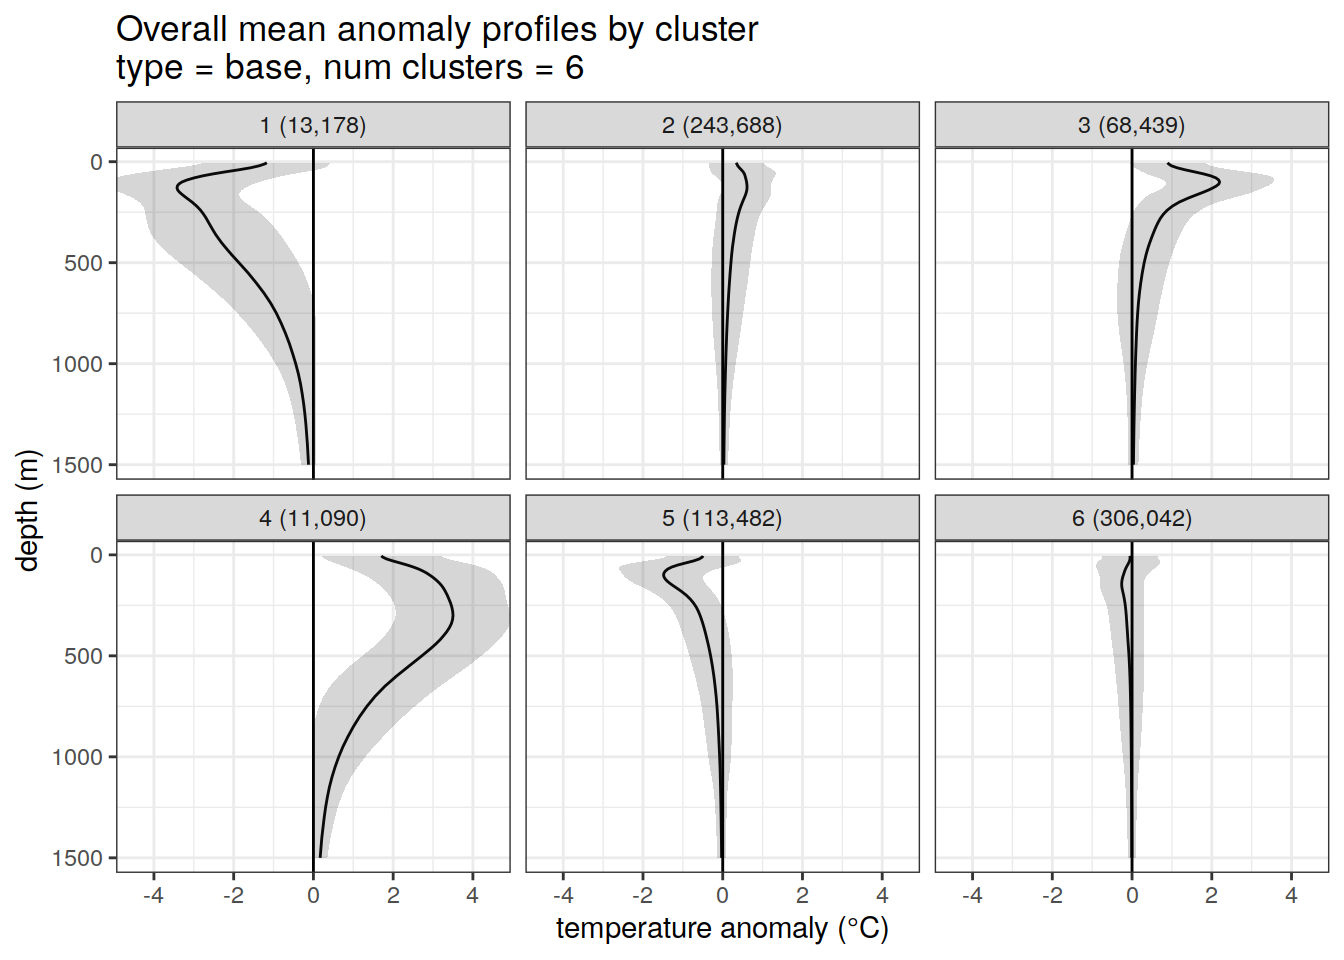 Overall mean anomaly profiles by cluster
type = base, num clusters = 6
1 (13,178)
2 (243,688)
3 (68,439)
0
500
1000
1500
4 (11,090)
5 (113,482)
6 (306,042)
0
500
1000
1500
-4 -2 0 2 4
-4 -2 0 2 4
-4 -2 0 2 4
depth (m)
temperature anomaly (°C)